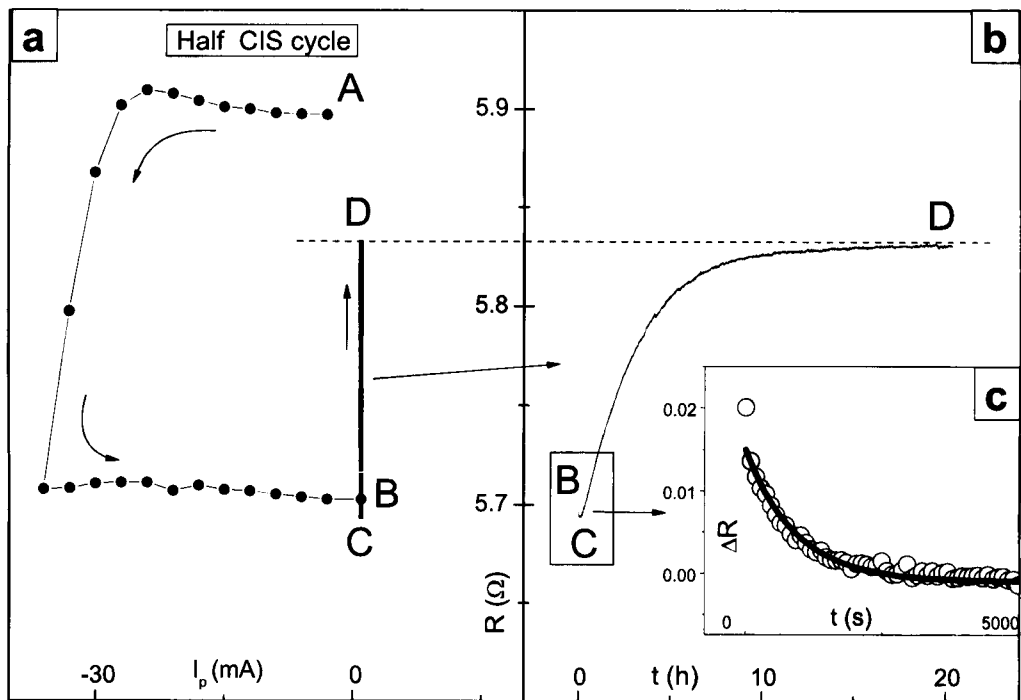 a
Half CIS cycle
b
A
5.9
D
D
5.8
c
0.02
B
5.7
B
C
C
0.01
ΔR
0.00
R (Ω)
0
t (s)
5000
-30
I_p (mA)
0
0
t (h)
10
20